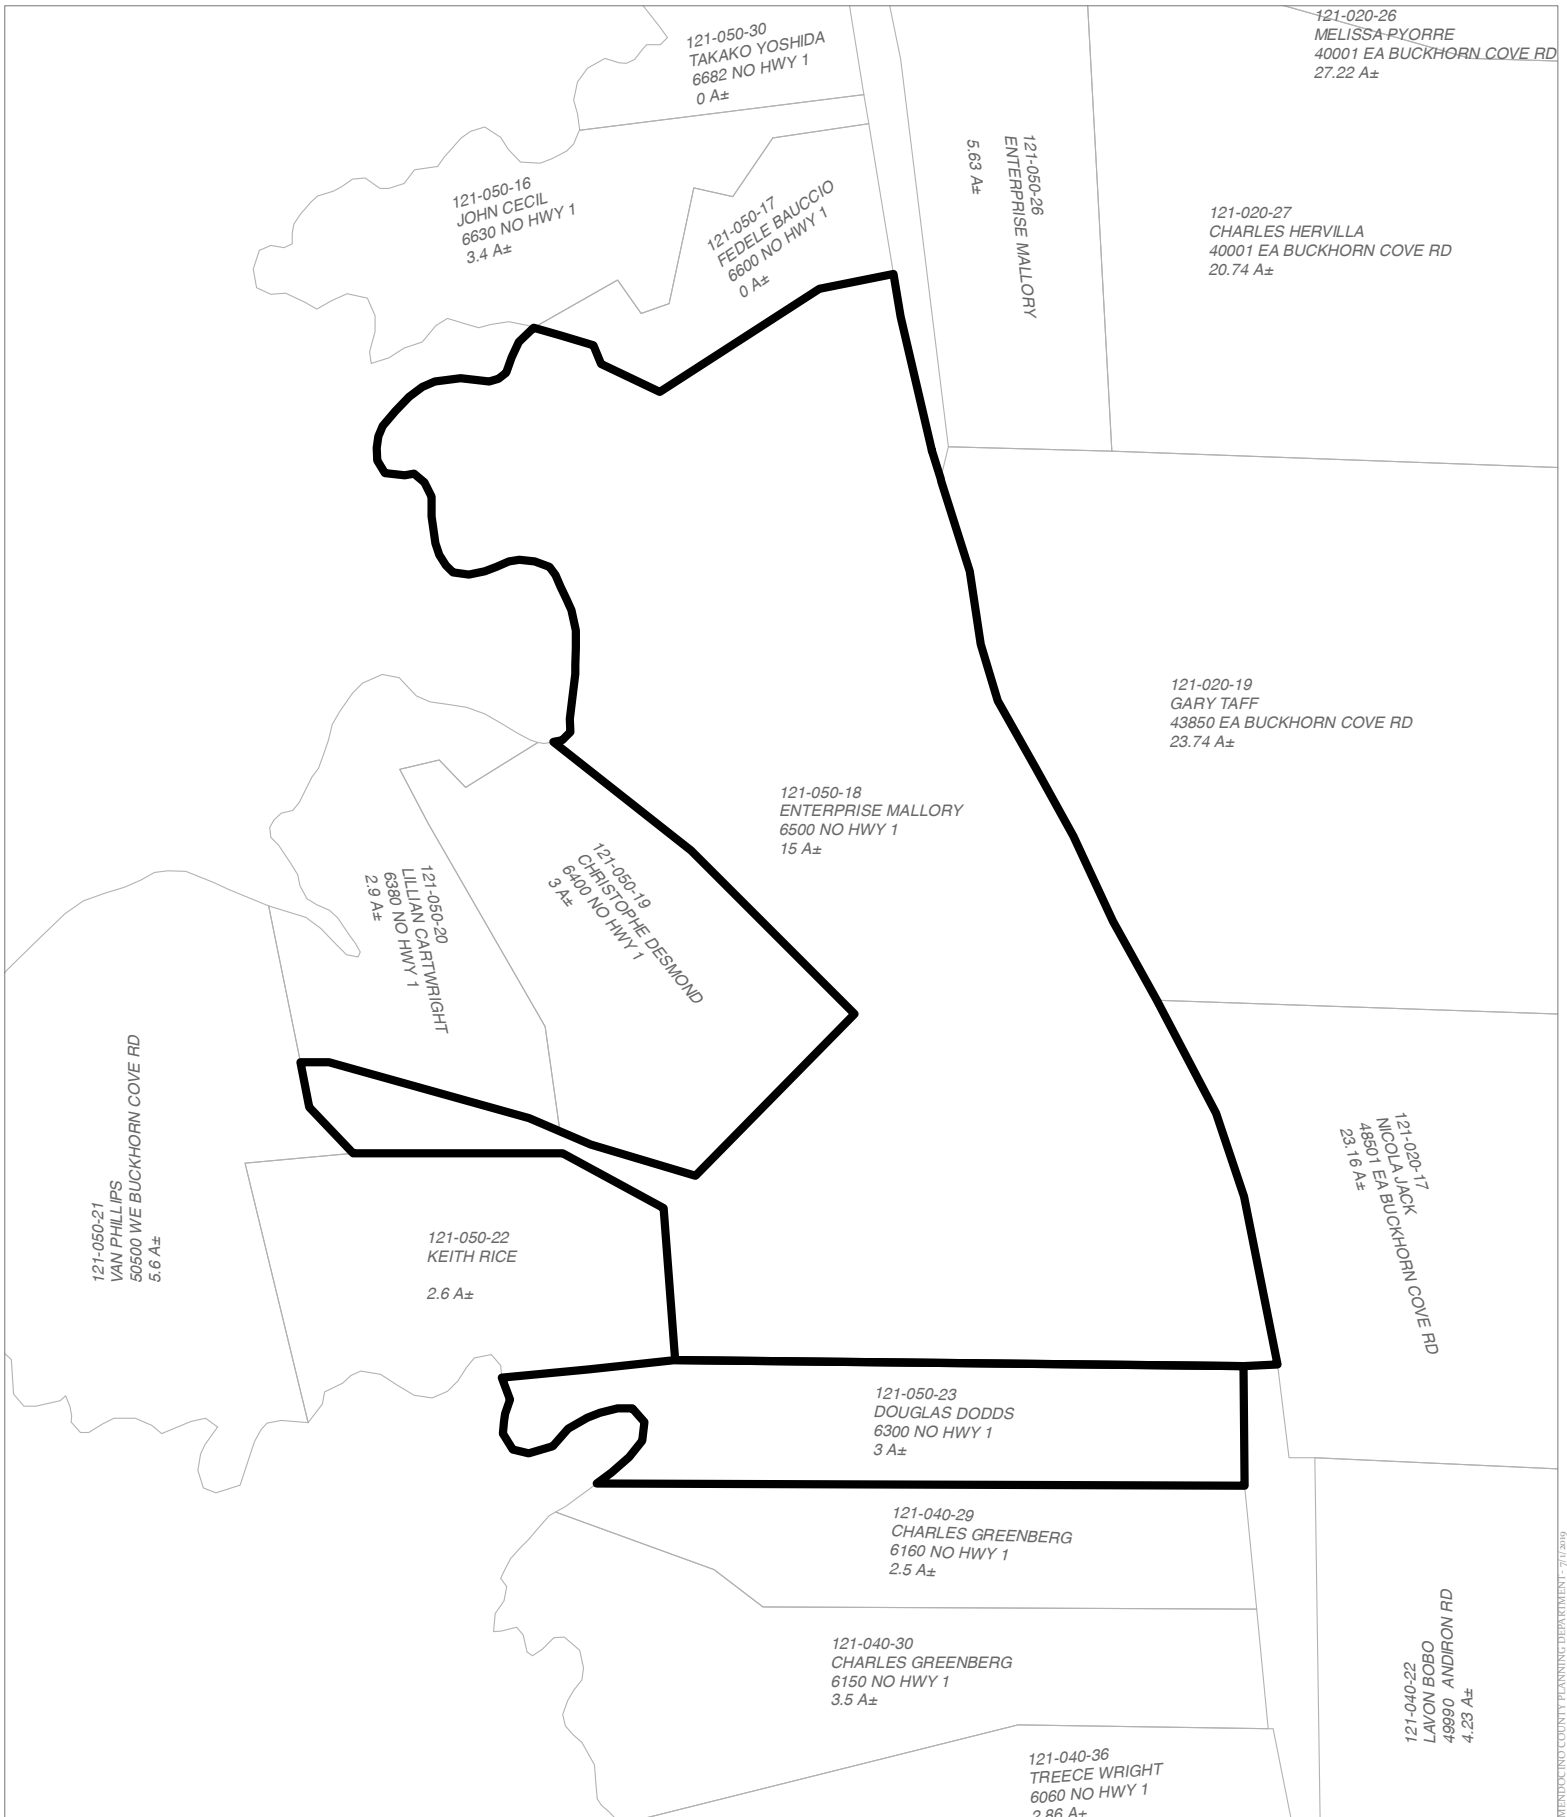 121-050-30
TAKAKO YOSHIDA
6682 NO HWY 1
0 A±
121-020-26
MELISSA PYORRE
40001 EA BUCKHORN COVE RD
27.22 A±
121-050-16
JOHN CECIL
6630 NO HWY 1
3.4 A±
121-050-17
FEDELE BAUCCIO
6600 NO HWY 1
0 A±
121-050-26
ENTERPRISE MALLORY
5.63 A±
121-020-27
CHARLES HERVILLA
40001 EA BUCKHORN COVE RD
20.74 A±
121-020-19
GARY TAFF
43850 EA BUCKHORN COVE RD
23.74 A±
121-050-18
ENTERPRISE MALLORY
6500 NO HWY 1
15 A±
121-050-19
CHRISTOPHE DESMOND
6400 NO HWY 1
3 A±
121-050-20
LILLIAN CARTWRIGHT
6380 NO HWY 1
2.9 A±
121-050-21
VAN PHILLIPS
50500 WE BUCKHORN COVE RD
5.6 A±
121-020-17
NICOLA JACK
48501 EA BUCKHORN COVE RD
23.16 A±
121-050-22
KEITH RICE
2.6 A±
121-050-23
DOUGLAS DODDS
6300 NO HWY 1
3 A±
121-040-29
CHARLES GREENBERG
6160 NO HWY 1
2.5 A±
121-040-30
CHARLES GREENBERG
6150 NO HWY 1
3.5 A±
121-040-22
LAVON BOBO
49990 ANDIRON RD
4.23 A±
121-040-36
TREECE WRIGHT
6060 NO HWY 1
2.86 A±
MENDOCINO COUNTY PLANNING DEPARTMENT - 7/1/2019